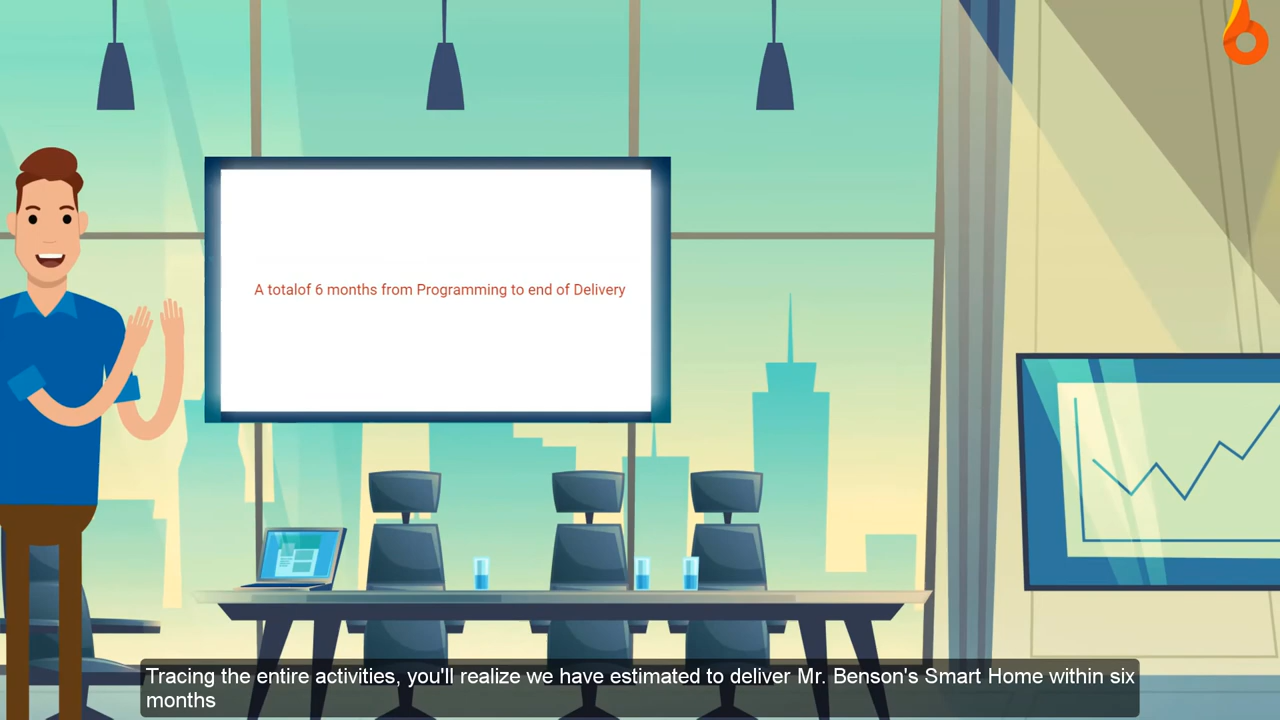 A totalof 6 months from Programming to end of Delivery
Tracing the entire activities, you'll realize we have estimated to deliver Mr. Benson's Smart Home within six
months